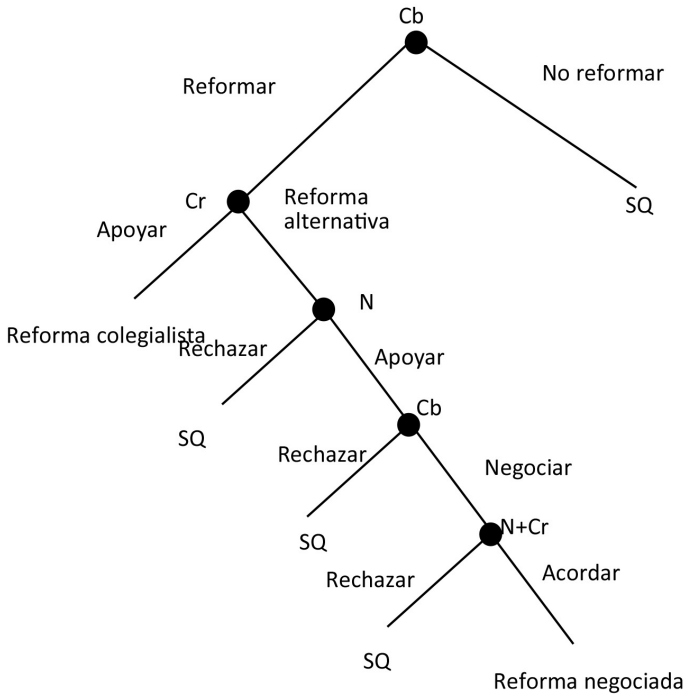 Cb
No reformar
Reformar
Cr
Reforma
alternativa
SQ
Apoyar
N
Reforma colegialista
Rechazar
Apoyar
Cb
SQ
Rechazar
Negociar
N+Cr
SQ
Rechazar
Acordar
SQ
Reforma negociada